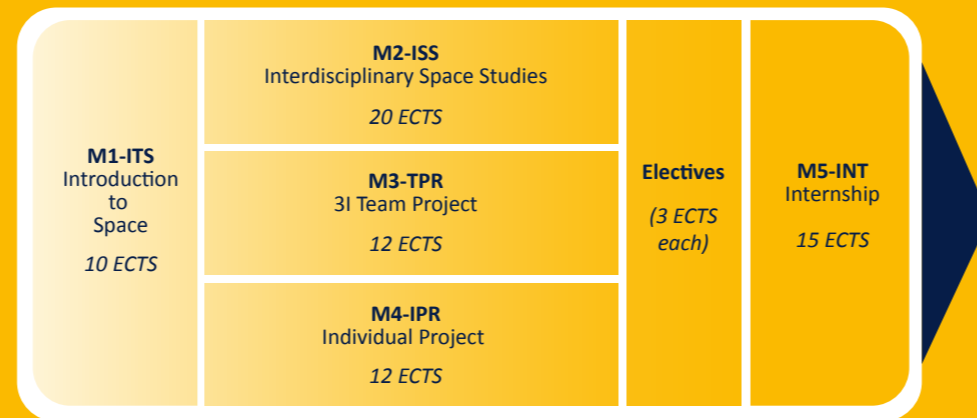 M1-ITS
Introduction
to
Space
10 ECTS
M2-ISS
Interdisciplinary Space Studies
20 ECTS
M3-TPR
3I Team Project
12 ECTS
M4-IPR
Individual Project
12 ECTS
Electives
(3 ECTS
each)
M5-INT
Internship
15 ECTS